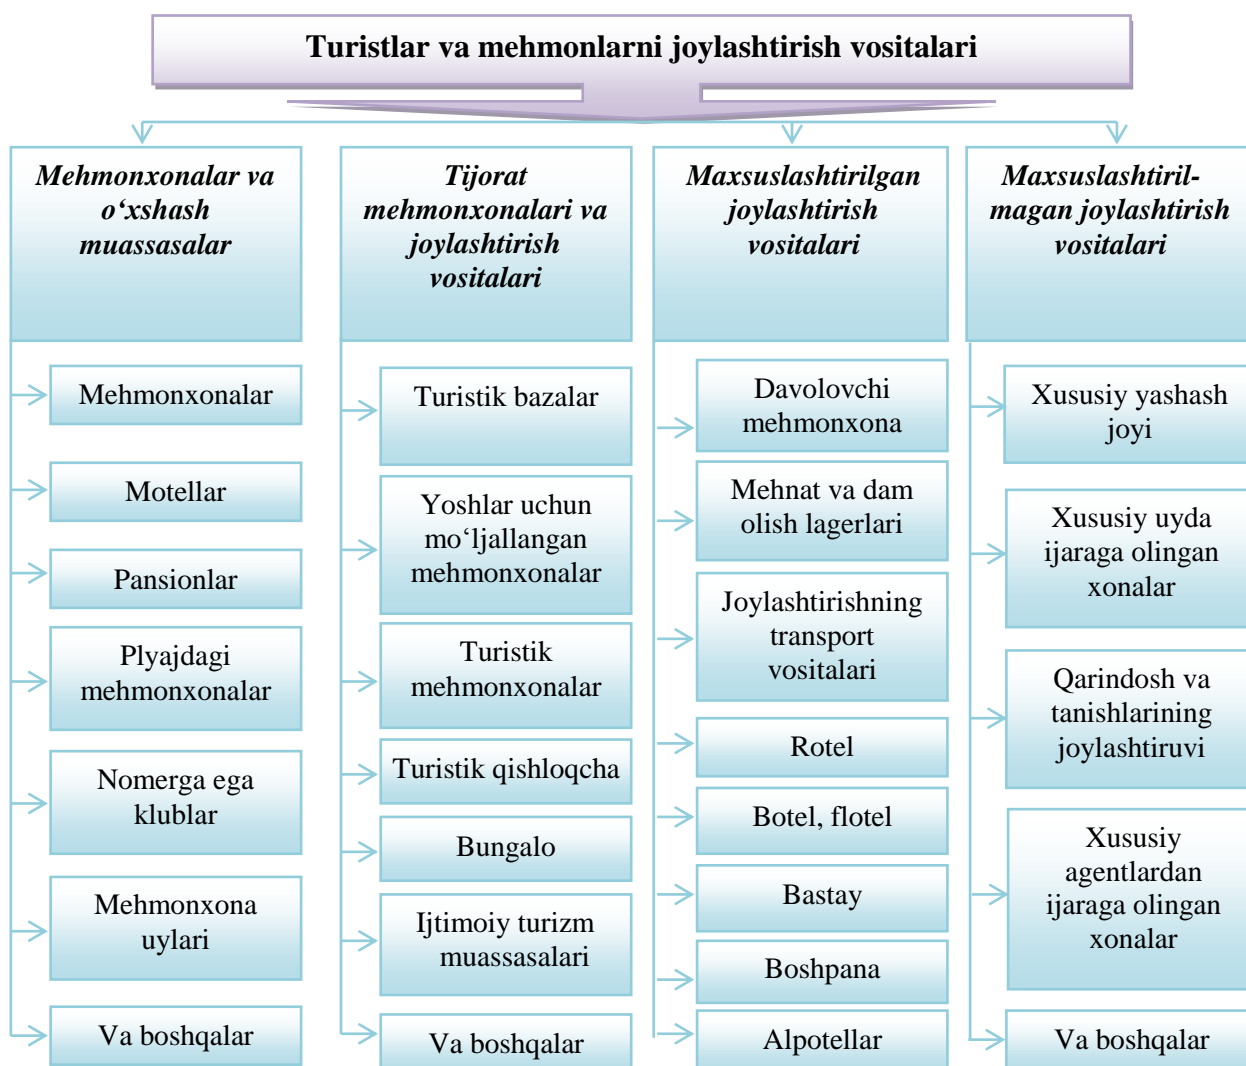 Turistlar va mehmonlarni joylashtirish vositalari
Mehmonxonalar va
o‘xshash
muassasalar
Mehmonxonalar
Motellar
Pansionlar
Plyajdagi
mehmonxonalar
Nomerga ega
klublar
Mehmonxona
uylari
Va boshqalar
Tijorat
mehmonxonalari va
joylashtirish
vositalari
Turistik bazalar
Yoshlar uchun
mo‘ljallangan
mehmonxonalar
Turistik
mehmonxonalar
Turistik qishloqcha
Bungalo
Ijtimoiy turizm
muassasalari
Va boshqalar
Maxsuslashtirilgan
joylashtirish
vositalari
Davolovchi
mehmonxona
Mehnat va dam
olish lagerlari
Joylashtirishning
transport
vositalari
Rotel
Botel, flotel
Bastay
Boshpana
Alpotellar
Maxsuslashtiril-
magan joylashtirish
vositalari
Xususiy yashash
joyi
Xususiy uyda
ijaraga olingan
xonalar
Qarindosh va
tanishlarining
joylashtiruvi
Xususiy
agentlardan
ijaraga olingan
xonalar
Va boshqalar